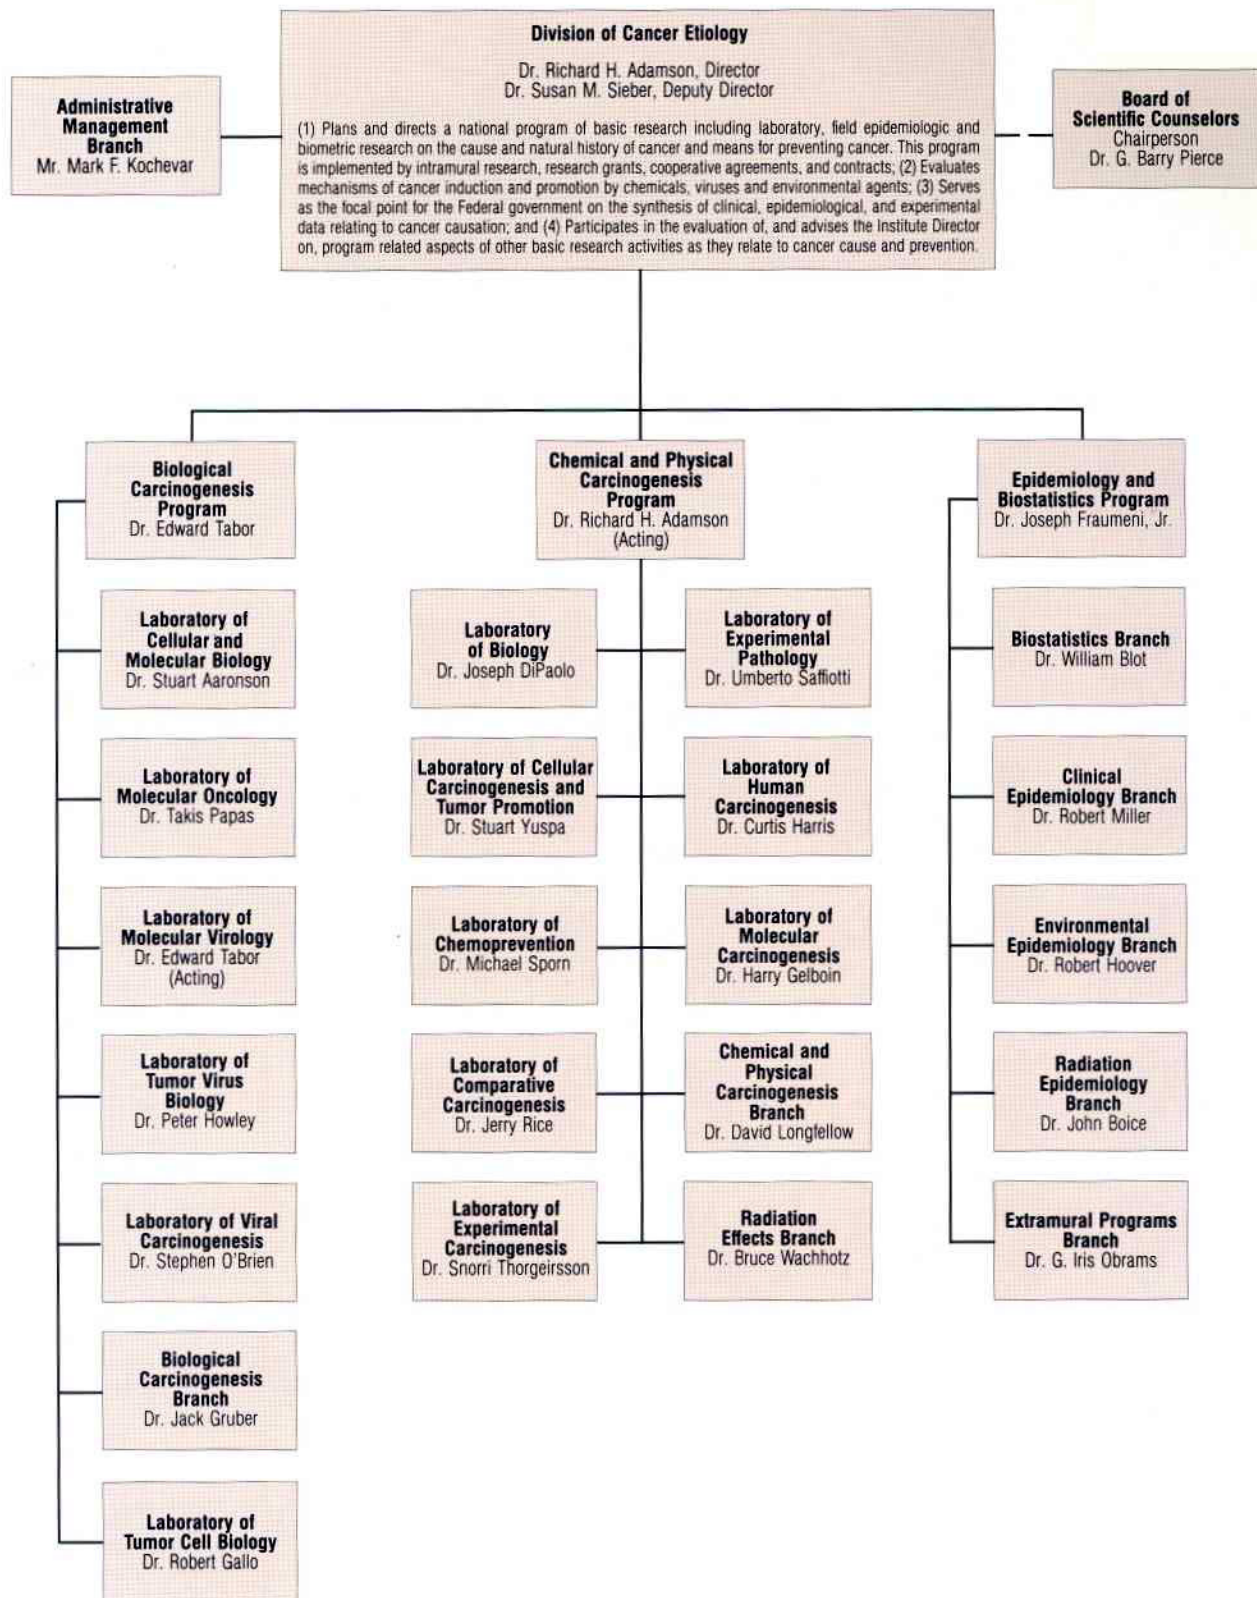 Division of Cancer Etiology
Dr. Richard H. Adamson, Director
Dr. Susan M. Sieber, Deputy Director
(1) Plans and directs a national program of basic research including laboratory, field epidemiologic and
biometric research on the cause and natural history of cancer and means for preventing cancer. This program
is implemented by intramural research, research grants, cooperative agreements, and contracts; (2) Evaluates
mechanisms of cancer induction and promotion by chemicals, viruses and environmental agents; (3) Serves
as the focal point for the Federal government on the synthesis of clinical, epidemiological, and experimental
data relating to cancer causation; and (4) Participates in the evaluation of, and advises the Institute Director
on, program related aspects of other basic research activities as they relate to cancer cause and prevention.
Administrative
Management
Branch
Mr. Mark F. Kochevar
Board of
Scientific Counselors
Chairperson
Dr. G. Barry Pierce
Biological
Carcinogenesis
Program
Dr. Edward Tabor
Laboratory of
Cellular and
Molecular Biology
Dr. Stuart Aaronson
Laboratory of
Molecular Oncology
Dr. Takis Papas
Laboratory of
Molecular Virology
Dr. Edward Tabor
(Acting)
Laboratory of
Tumor Virus
Biology
Dr. Peter Howley
Laboratory of Viral
Carcinogenesis
Dr. Stephen O'Brien
Biological
Carcinogenesis
Branch
Dr. Jack Gruber
Laboratory of
Tumor Cell Biology
Dr. Robert Gallo
Chemical and Physical
Carcinogenesis
Program
Dr. Richard H. Adamson
(Acting)
Laboratory
of Biology
Dr. Joseph DiPaolo
Laboratory of
Experimental
Pathology
Dr. Umberto Saffiotti
Laboratory of Cellular
Carcinogenesis and
Tumor Promotion
Dr. Stuart Yuspa
Laboratory of
Human
Carcinogenesis
Dr. Curtis Harris
Laboratory of
Chemoprevention
Dr. Michael Sporn
Laboratory of
Molecular
Carcinogenesis
Dr. Harry Gelboin
Laboratory of
Comparative
Carcinogenesis
Dr. Jerry Rice
Chemical and
Physical
Carcinogenesis
Branch
Dr. David Longfellow
Laboratory of
Experimental
Carcinogenesis
Dr. Snorri Thorgeirsson
Radiation
Effects Branch
Dr. Bruce Wachhotz
Epidemiology and
Biostatistics Program
Dr. Joseph Fraumeni, Jr.
Biostatistics Branch
Dr. William Blot
Clinical
Epidemiology Branch
Dr. Robert Miller
Environmental
Epidemiology Branch
Dr. Robert Hoover
Radiation
Epidemiology
Branch
Dr. John Boice
Extramural Programs
Branch
Dr. G. Iris Obrams